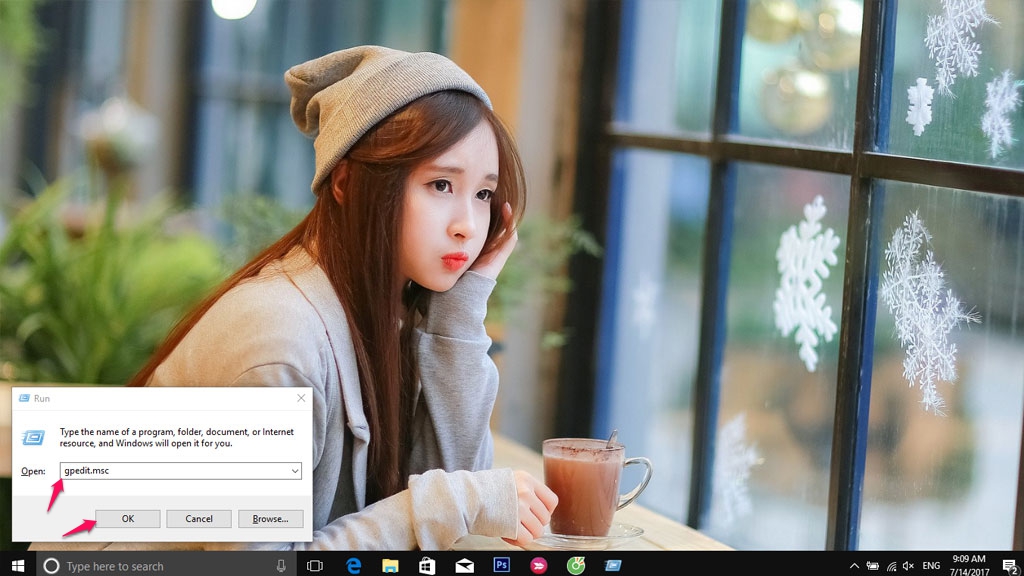 Run
Type the name of a program, folder, document, or Internet
resource, and Windows will open it for you.
Open: gpedit.msc
OK Cancel Browse...
Type here to search
Ps
ENG
9:09 AM
7/14/2017
2